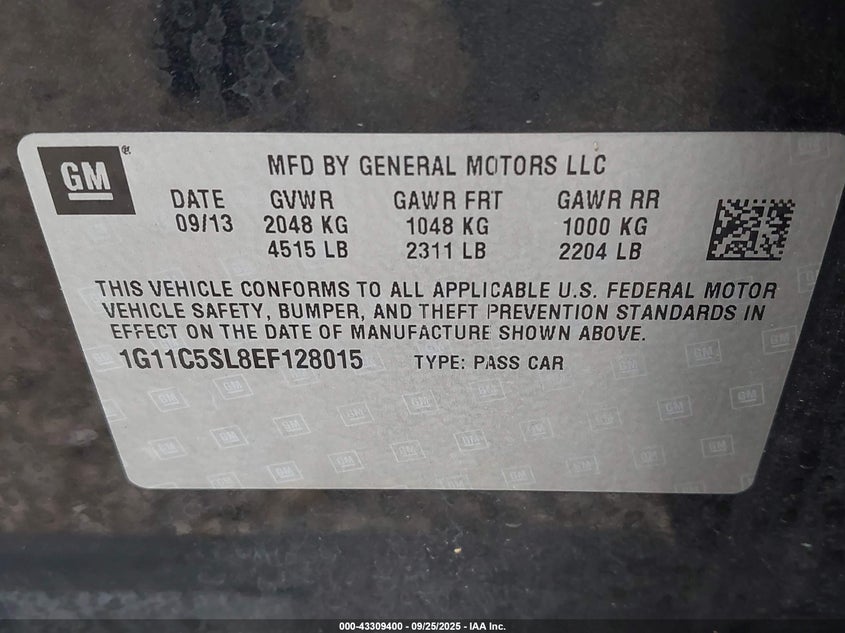 GM
MFD BY GENERAL MOTORS LLC
DATE GVWR GAWR FRT GAWR RR
09/13 2048 KG 1048 KG 1000 KG
4515 LB 2311 LB 2204 LB
THIS VEHICLE CONFORMS TO ALL APPLICABLE U.S. FEDERAL MOTOR
VEHICLE SAFETY, BUMPER, AND THEFT PREVENTION STANDARDS IN
EFFECT ON THE DATE OF MANUFACTURE SHOWN ABOVE.
1G11C5SL8EF128015 TYPE: PASS CAR
000-43309400 - 09/25/2025 - IAA Inc.